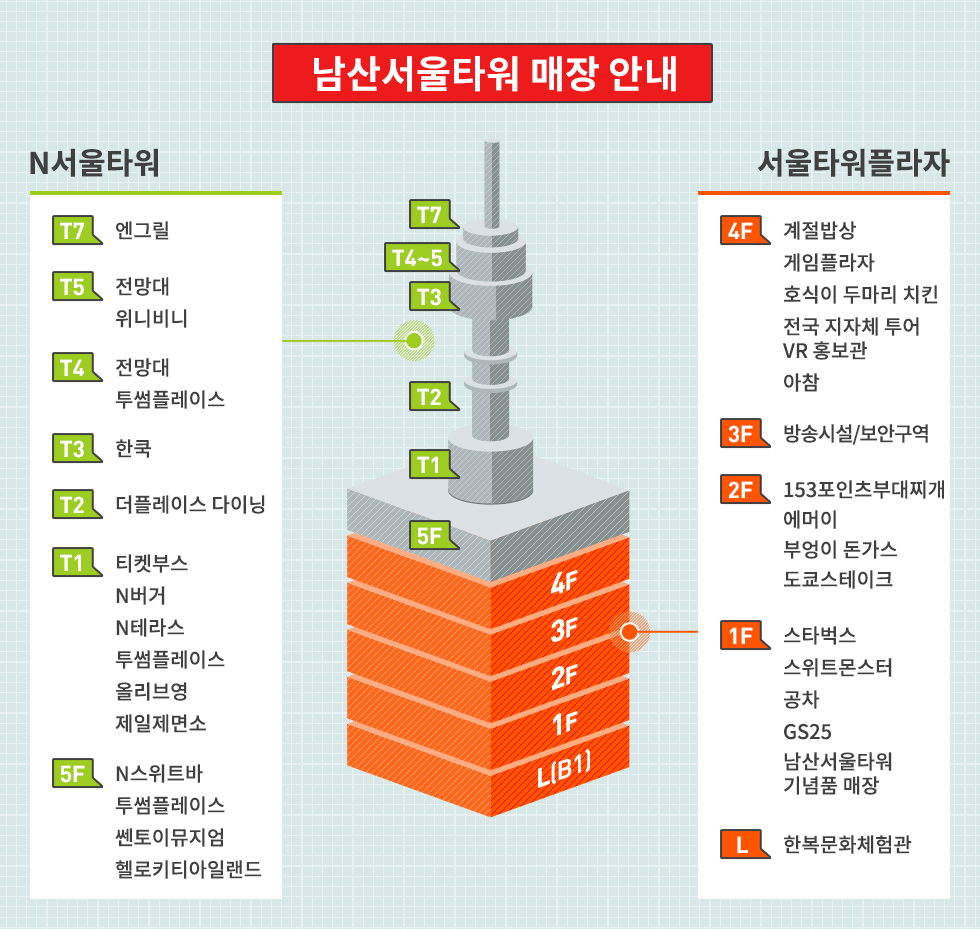 남산서울타워 매장 안내
N서울타워
T7 엔그릴
T5 전망대
위니비니
T4 전망대
투썸플레이스
T3 한쿡
T2 더플레이스 다이닝
T1 티켓부스
N버거
N테라스
투썸플레이스
올리브영
제일제면소
5F N스위트바
투썸플레이스
쎈토이뮤지엄
헬로키티아일랜드
T7
T4~5
T3
T2
T1
5F
4F
3F
2F
1F
L(B1)
서울타워플라자
4F 계절밥상
게임플라자
호식이 두마리 치킨
전국 지자체 투어
VR 홍보관
아참
3F 방송시설/보안구역
2F 153포인츠부대찌개
에머이
부엉이 돈가스
도쿄스테이크
1F 스타벅스
스위트몬스터
공차
GS25
남산서울타워
기념품 매장
L 한복문화체험관